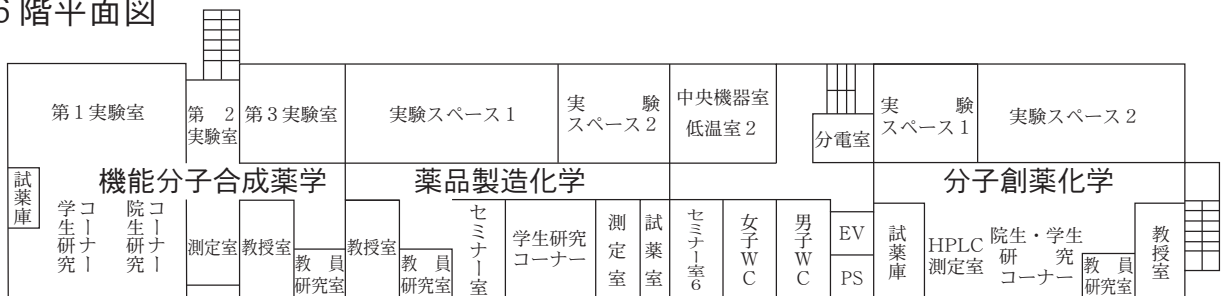 6階平面図
第1実験室
第 2
実験室
第3実験室
実験スペース1
実 験
スペース2
中央機器室
低温室2
分電室
実 験
スペース1
実験スペース2
機能分子合成薬学
薬品製造化学
分子創薬化学
試薬庫
学生研究
コーナー
院生研究
コーナー
測定室
教授室
教 員
研究室
教授室
教 員
研究室
セミナー室
学生研究
コーナー
測定室
試薬室
セミナー室6
女子WC
男子WC
EV
PS
試薬庫
HPLC
測定室
院生・学生
研 究
コーナー
教 員
研究室
教授室